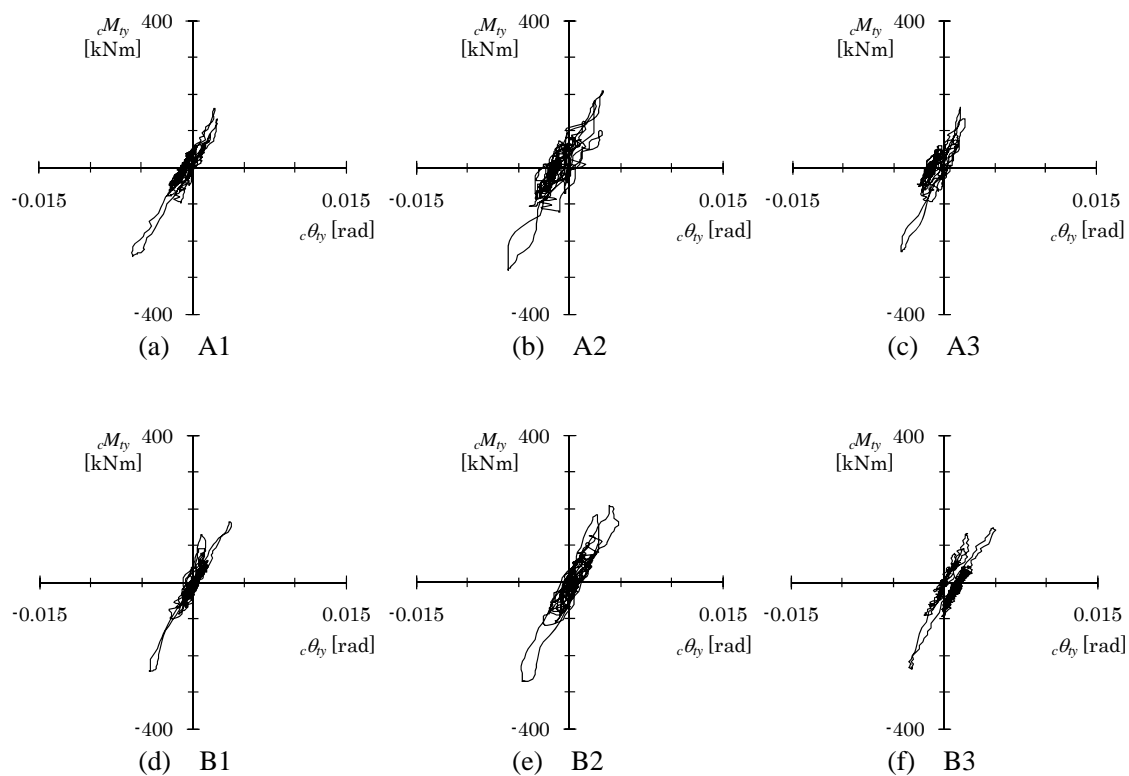 cMty 400 cMty 400 cMty 400
[kNm] [kNm] [kNm]
-0.015 0.015 -0.015 0.015 -0.015 0.015
cθty [rad] cθty [rad] cθty [rad]
-400 -400 -400
(a) A1 (b) A2 (c) A3
cMty 400 cMty 400 cMty 400
[kNm] [kNm] [kNm]
-0.015 0.015 -0.015 0.015 -0.015 0.015
cθty [rad] cθty [rad] cθty [rad]
-400 -400 -400
(d) B1 (e) B2 (f) B3